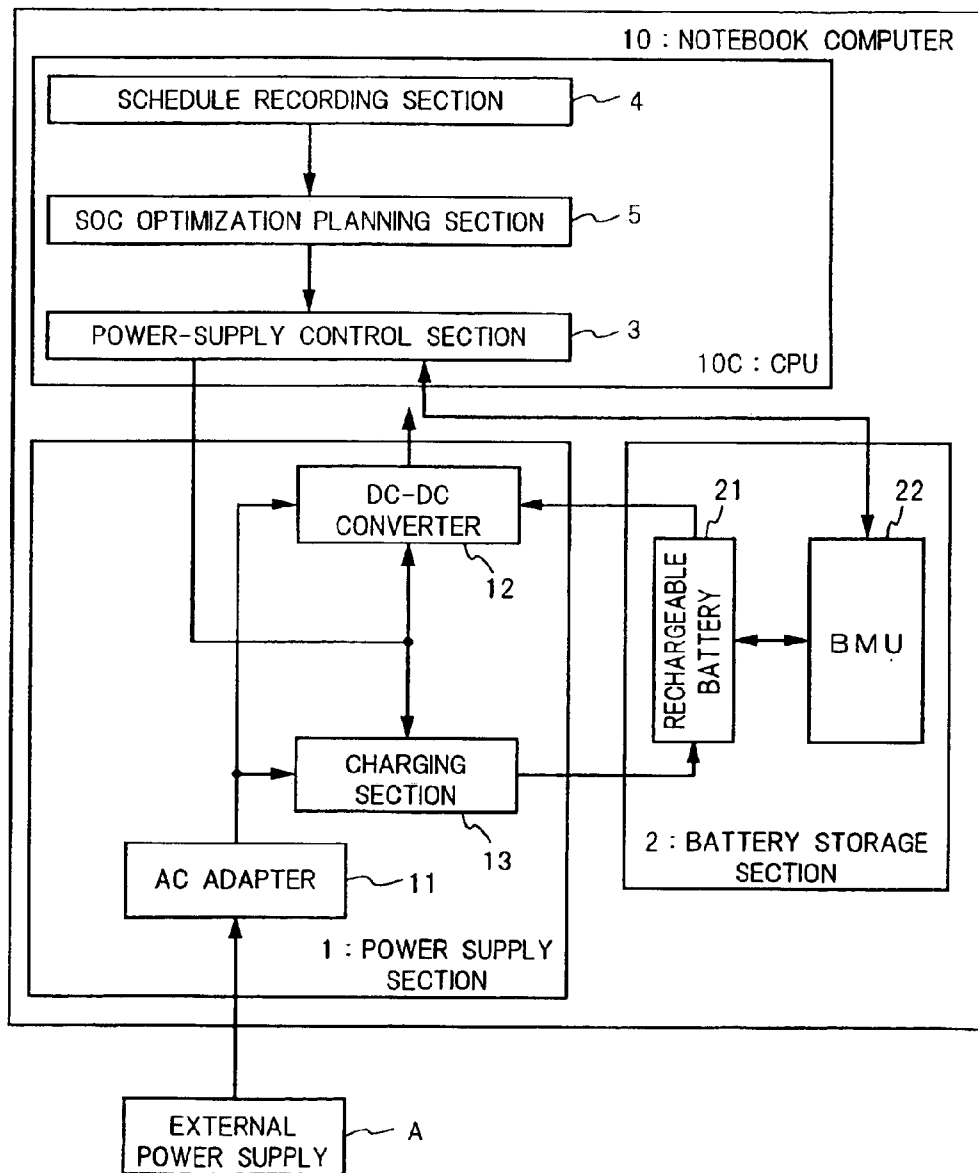 10 : NOTEBOOK COMPUTER
SCHEDULE RECORDING SECTION
4
SOC OPTIMIZATION PLANNING SECTION
5
POWER-SUPPLY CONTROL SECTION
3
10C : CPU
DC-DC
CONVERTER
12
21
22
RECHARGEABLE
BATTERY
BMU
CHARGING
SECTION
13
2 : BATTERY STORAGE
SECTION
AC ADAPTER
11
1 : POWER SUPPLY
SECTION
EXTERNAL
POWER SUPPLY
A